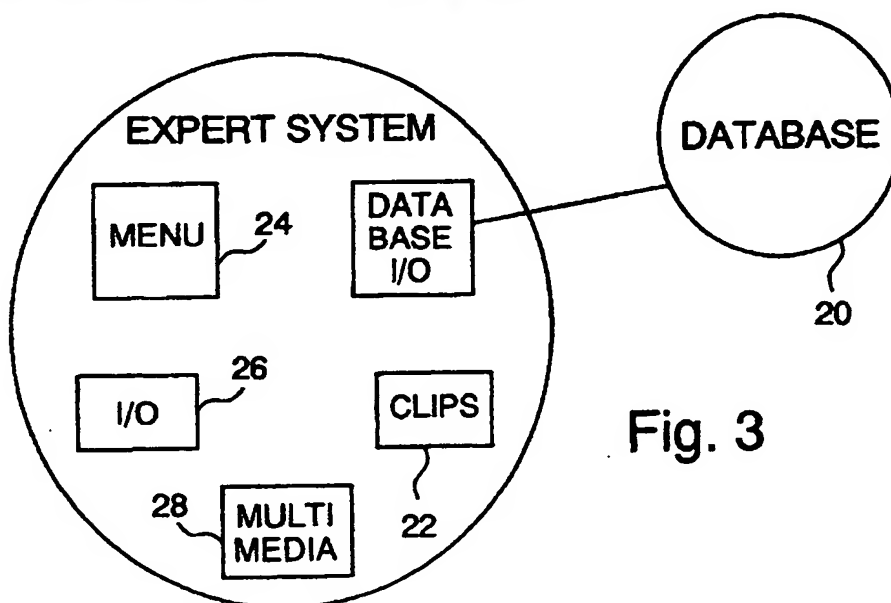 EXPERT SYSTEM
DATABASE
MENU
24
DATA
BASE
I/O
20
I/O
26
CLIPS
22
Fig. 3
28
MULTI
MEDIA